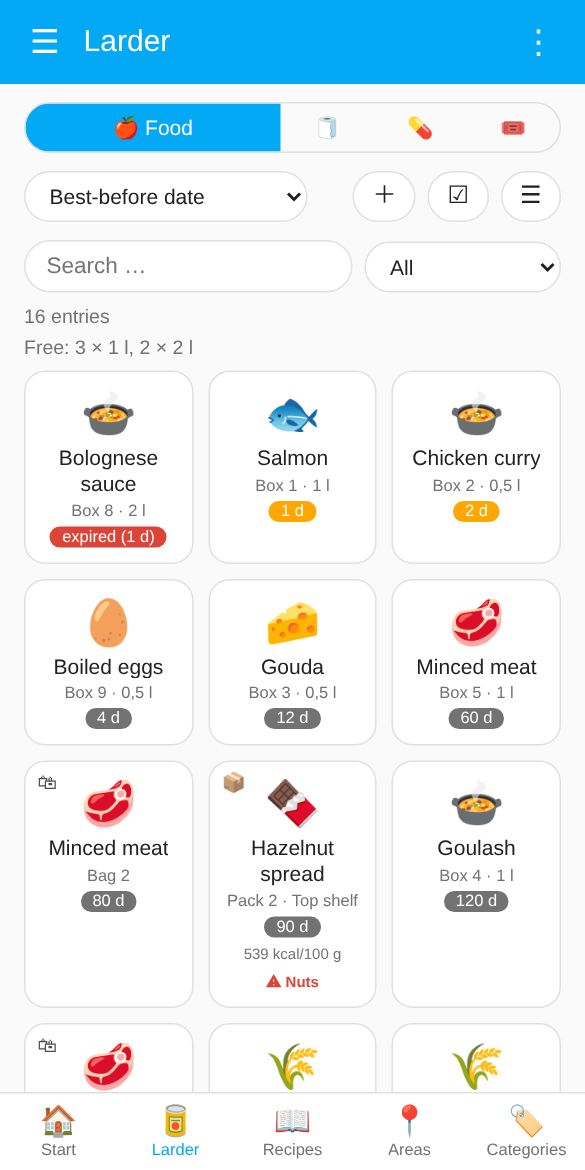 Larder
Food
Best-before date
Search …
All
16 entries
Free: 3 × 1 l, 2 × 2 l
Bolognese
sauce
Box 8 · 2 l
expired (1 d)
Salmon
Box 1 · 1 l
1 d
Chicken curry
Box 2 · 0,5 l
2 d
Boiled eggs
Box 9 · 0,5 l
4 d
Gouda
Box 3 · 0,5 l
12 d
Minced meat
Box 5 · 1 l
60 d
Minced meat
Bag 2
80 d
Hazelnut
spread
Pack 2 · Top shelf
90 d
539 kcal/100 g
Nuts
Goulash
Box 4 · 1 l
120 d
Start
Larder
Recipes
Areas
Categories